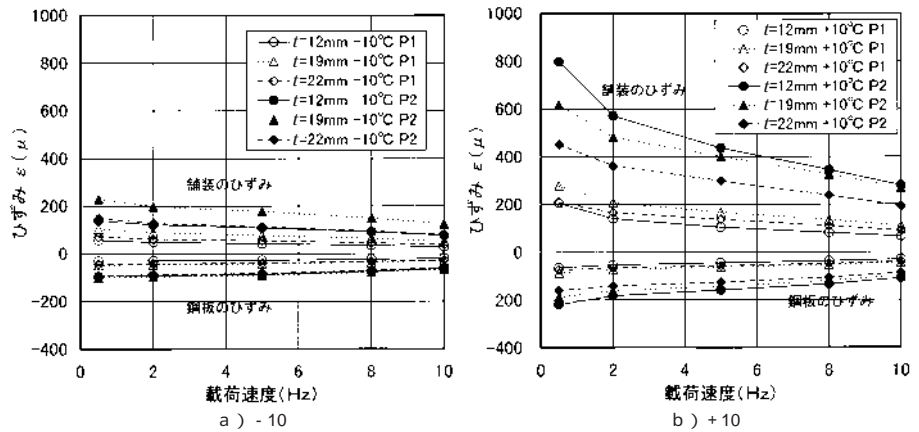 1000
800
600
400
200
0
−200
−400
ひずみ ε(μ)
t=12mm −10℃ P1
t=19mm −10℃ P1
t=22mm −10℃ P1
t=12mm 10℃ P2
t=19mm −10℃ P2
t=22mm −10℃ P2
舗装のひずみ
鋼板のひずみ
0 2 4 6 8 10
載荷速度(Hz)
a ) - 10
1000
800
600
400
200
0
200
400
ひずみ ε(μ)
t=12mm +10℃ P1
t=19mm +10℃ P1
t=22mm +10℃ P1
t=12mm +10℃ P2
t=19mm +10℃ P2
t=22mm +10℃ P2
舗装のひずみ
鋼板のひずみ
0 2 4 6 8 10
載荷速度(Hz)
b ) + 10